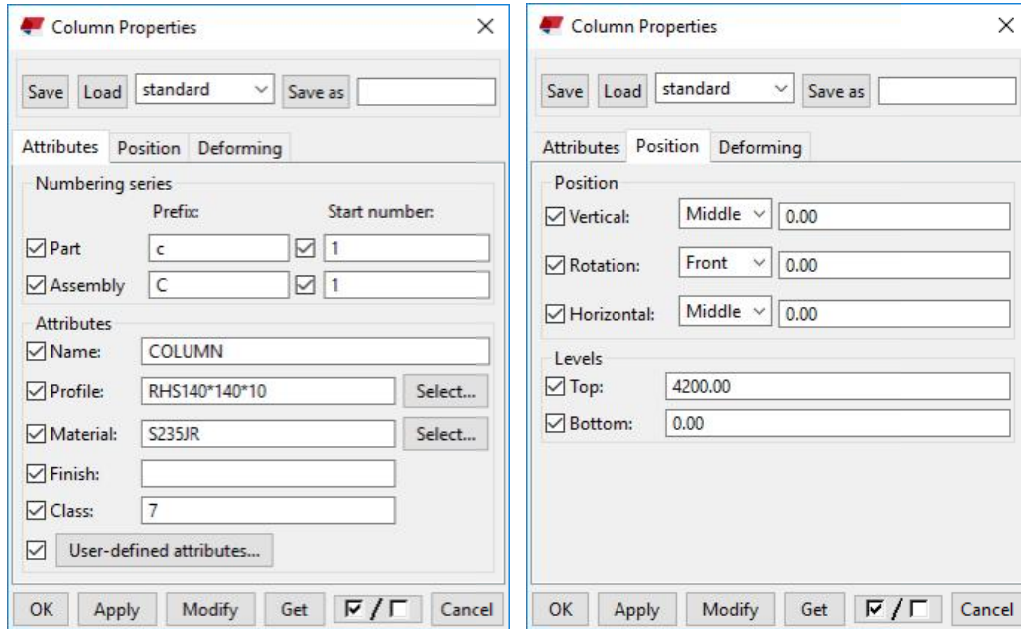 Column Properties
Save Load standard Save as
Attributes Position Deforming
Numbering series
Prefix: Start number:
Part c 1
Assembly C 1
Attributes
Name: COLUMN
Profile: RHS140*140*10 Select...
Material: S235JR Select...
Finish:
Class: 7
User-defined attributes...
OK Apply Modify Get / Cancel
Column Properties
Save Load standard Save as
Attributes Position Deforming
Position
Vertical: Middle 0.00
Rotation: Front 0.00
Horizontal: Middle 0.00
Levels
Top: 4200.00
Bottom: 0.00
OK Apply Modify Get / Cancel